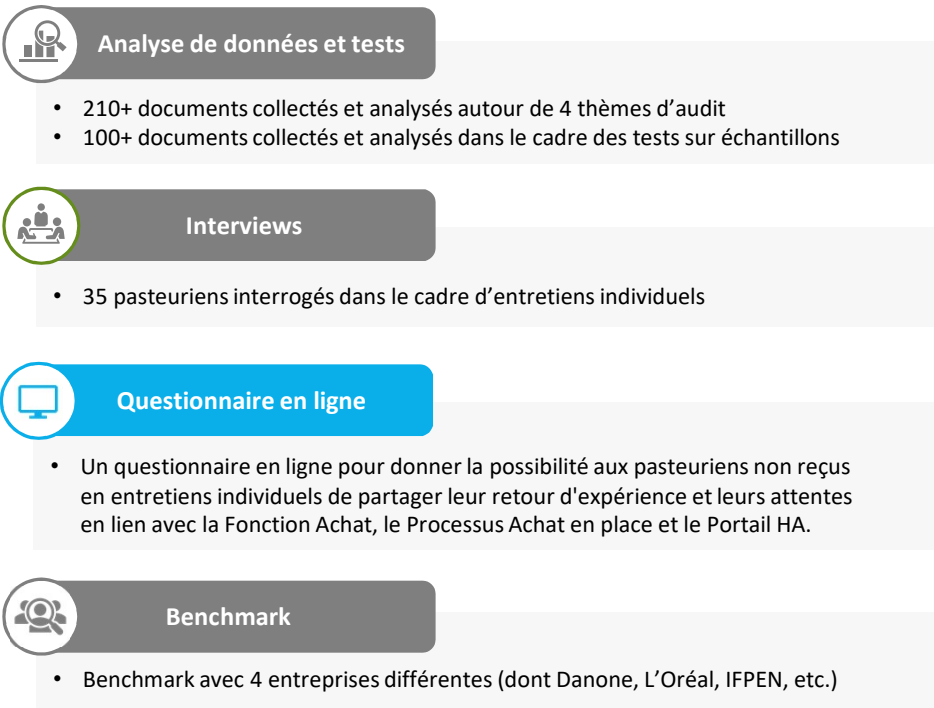 Analyse de données et tests
• 210+ documents collectés et analysés autour de 4 thèmes d’audit
• 100+ documents collectés et analysés dans le cadre des tests sur échantillons
Interviews
• 35 pasteuriens interrogés dans le cadre d’entretiens individuels
Questionnaire en ligne
• Un questionnaire en ligne pour donner la possibilité aux pasteuriens non reçus
en entretiens individuels de partager leur retour d'expérience et leurs attentes
en lien avec la Fonction Achat, le Processus Achat en place et le Portail HA.
Benchmark
• Benchmark avec 4 entreprises différentes (dont Danone, L’Oréal, IFPEN, etc.)